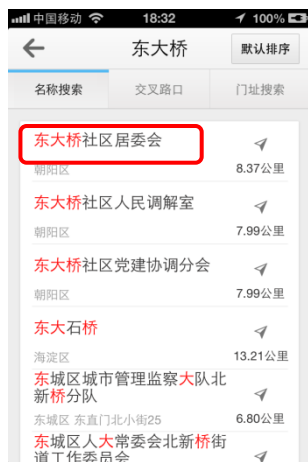 中国移动 18:32 100%
东大桥 默认排序
名称搜索 交叉路口 门址搜索
东大桥社区居委会
朝阳区 8.37公里
东大桥社区人民调解室
朝阳区 7.99公里
东大桥社区党建协调分会
朝阳区 7.99公里
东大石桥
海淀区 13.21公里
东城区城市管理监察大队北
新桥分队
东城区 东直门北小街25 6.80公里
东城区人大常委会北新桥街
道工作委员会